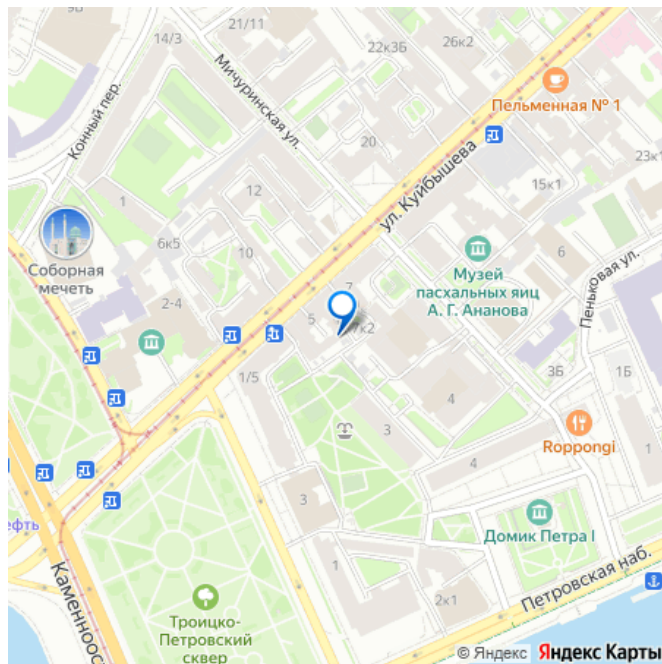 9Б
14/3
21/11
22к3Б
26к2
Пельменная № 1
Мичуринская ул.
Конный пер.
20
23к1
ул. Куйбышева
15к1
1
12
6к5
10
6
Соборная
мечеть
2-4
Музей
пасхальных яиц
А. Г. Ананова
Пеньковая ул.
7
5
7к2
1/5
3Б
1Б
4
3
Roppongi
4
3
Домик Петра I
ефть
1
2к1
Петровская наб.
Каменноос
Троицко-
Петровский
сквер
© Яндекс Яндекс Карты